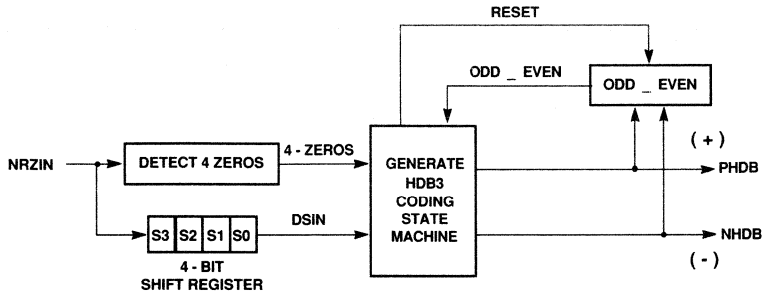 RESET
ODD _ EVEN
ODD _ EVEN
( + )
4 - ZEROS
NRZIN
DETECT 4 ZEROS
GENERATE
HDB3
CODING
STATE
MACHINE
PHDB
DSIN
S3 S2 S1 S0
NHDB
( - )
4 - BIT
SHIFT REGISTER